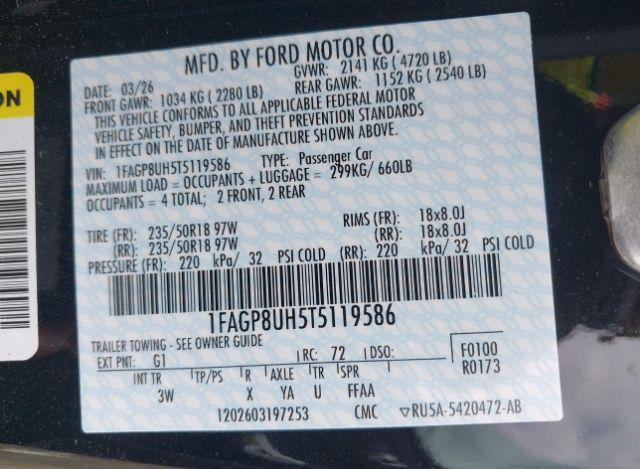 ON
MFD. BY FORD MOTOR CO.
DATE: 03/26 GVWR: 2141 KG ( 4720 LB)
FRONT GAWR: 1034 KG ( 2280 LB) REAR GAWR: 1152 KG ( 2540 LB)
THIS VEHICLE CONFORMS TO ALL APPLICABLE FEDERAL MOTOR
VEHICLE SAFETY, BUMPER, AND THEFT PREVENTION STANDARDS
IN EFFECT ON THE DATE OF MANUFACTURE SHOWN ABOVE.
VIN: 1FAGP8UH5T5119586 TYPE: Passenger Car
MAXIMUM LOAD = OCCUPANTS + LUGGAGE = 299KG/ 660LB
OCCUPANTS = 4 TOTAL; 2 FRONT, 2 REAR
TIRE (FR): 235/50R18 97W RIMS (FR): 18x8.0J
(RR): 235/50R18 97W (RR): 18x8.0J
PRESSURE (FR): 220 kPa/ 32 PSI COLD (RR): 220 kPa/ 32 PSI COLD
1FAGP8UH5T5119586
TRAILER TOWING - SEE OWNER GUIDE
EXT PNT: G1 RC: 72 DSO: F0100
R0173
INT TR TP/PS R AXLE TR SPR
3W X YA U FFAA
1202603197253 CMC ▽RU5A-5420472-AB